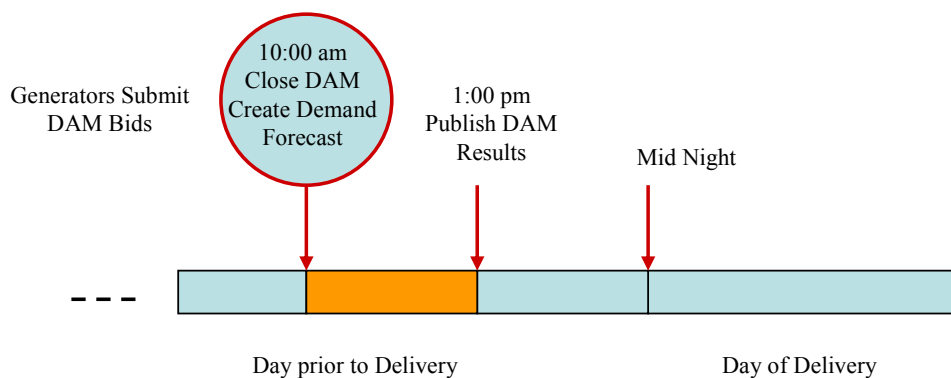 Generators Submit
DAM Bids
10:00 am
Close DAM
Create Demand
Forecast
1:00 pm
Publish DAM
Results
Mid Night
Day prior to Delivery
Day of Delivery